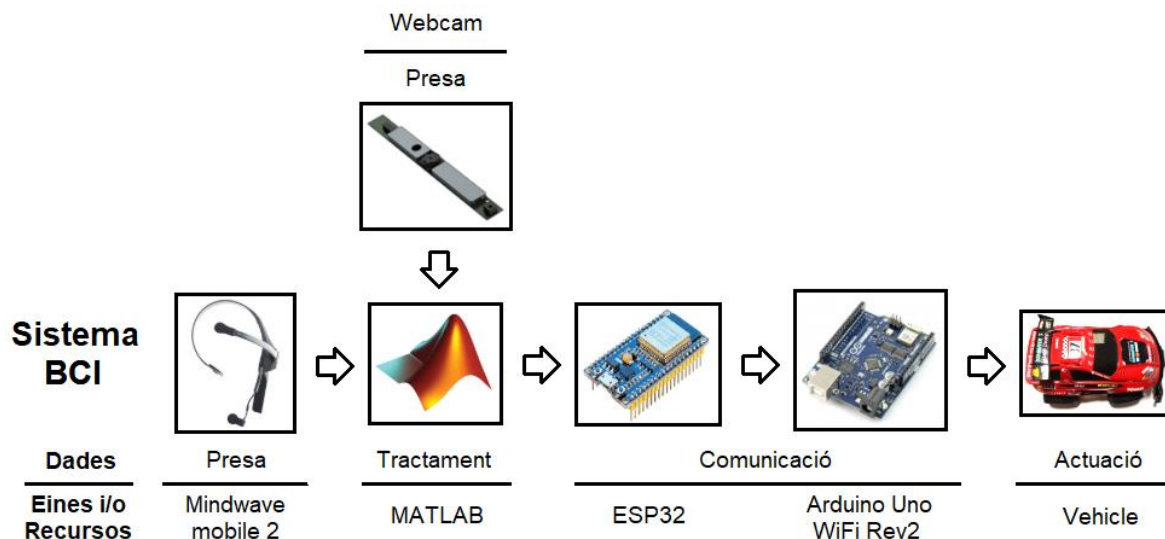 Webcam
Presa
Sistema
BCI
Dades
Presa
Tractament
Comunicació
Actuació
Eines i/o
Recursos
Mindwave
mobile 2
MATLAB
ESP32
Arduino Uno
WiFi Rev2
Vehicle